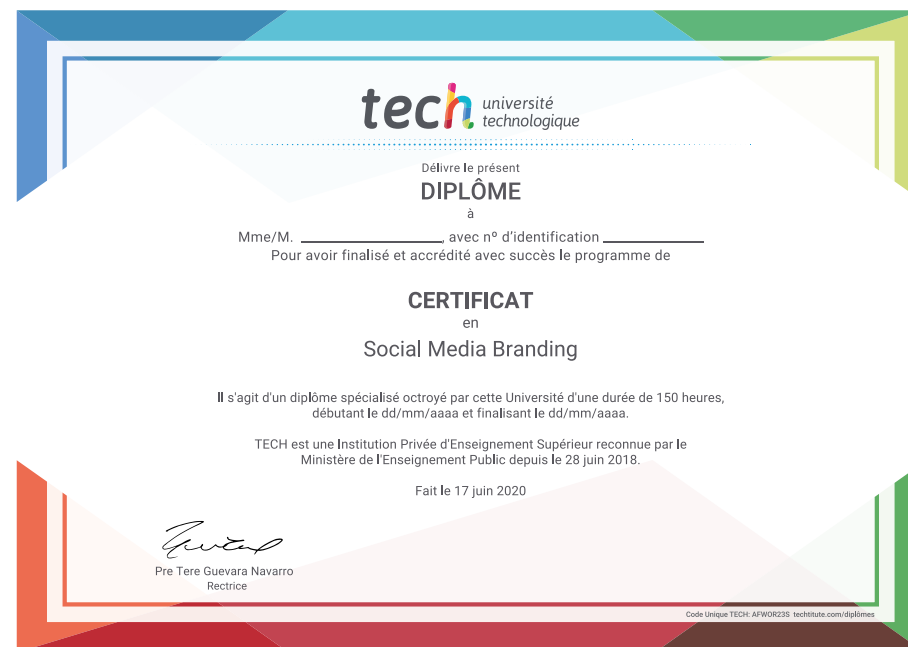 tech université
technologique
Délivre le présent
DIPLÔME
à
Mme/M. ____________________, avec nº d'identification ______________
Pour avoir finalisé et accrédité avec succès le programme de
CERTIFICAT
en
Social Media Branding
Il s'agit d'un diplôme spécialisé octroyé par cette Université d'une durée de 150 heures,
débutant le dd/mm/aaaa et finalisant le dd/mm/aaaa.
TECH est une Institution Privée d'Enseignement Supérieur reconnue par le
Ministère de l'Enseignement Public depuis le 28 juin 2018.
Fait le 17 juin 2020
Pre Tere Guevara Navarro
Rectrice
Code Unique TECH: AFWOR23S techtitute.com/diplômes